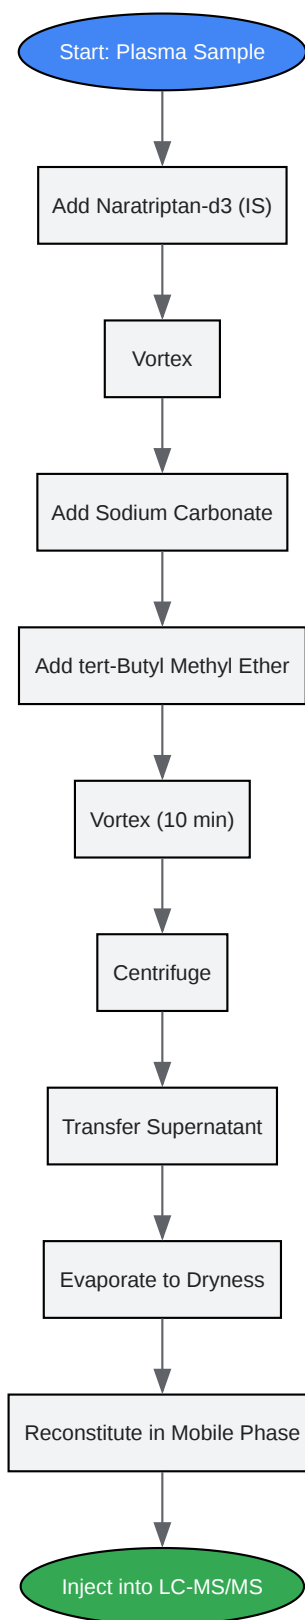 Start: Plasma Sample
Add Naratriptan-d3 (IS)
Vortex
Add Sodium Carbonate
Add tert-Butyl Methyl Ether
Vortex (10 min)
Centrifuge
Transfer Supernatant
Evaporate to Dryness
Reconstitute in Mobile Phase
Inject into LC-MS/MS